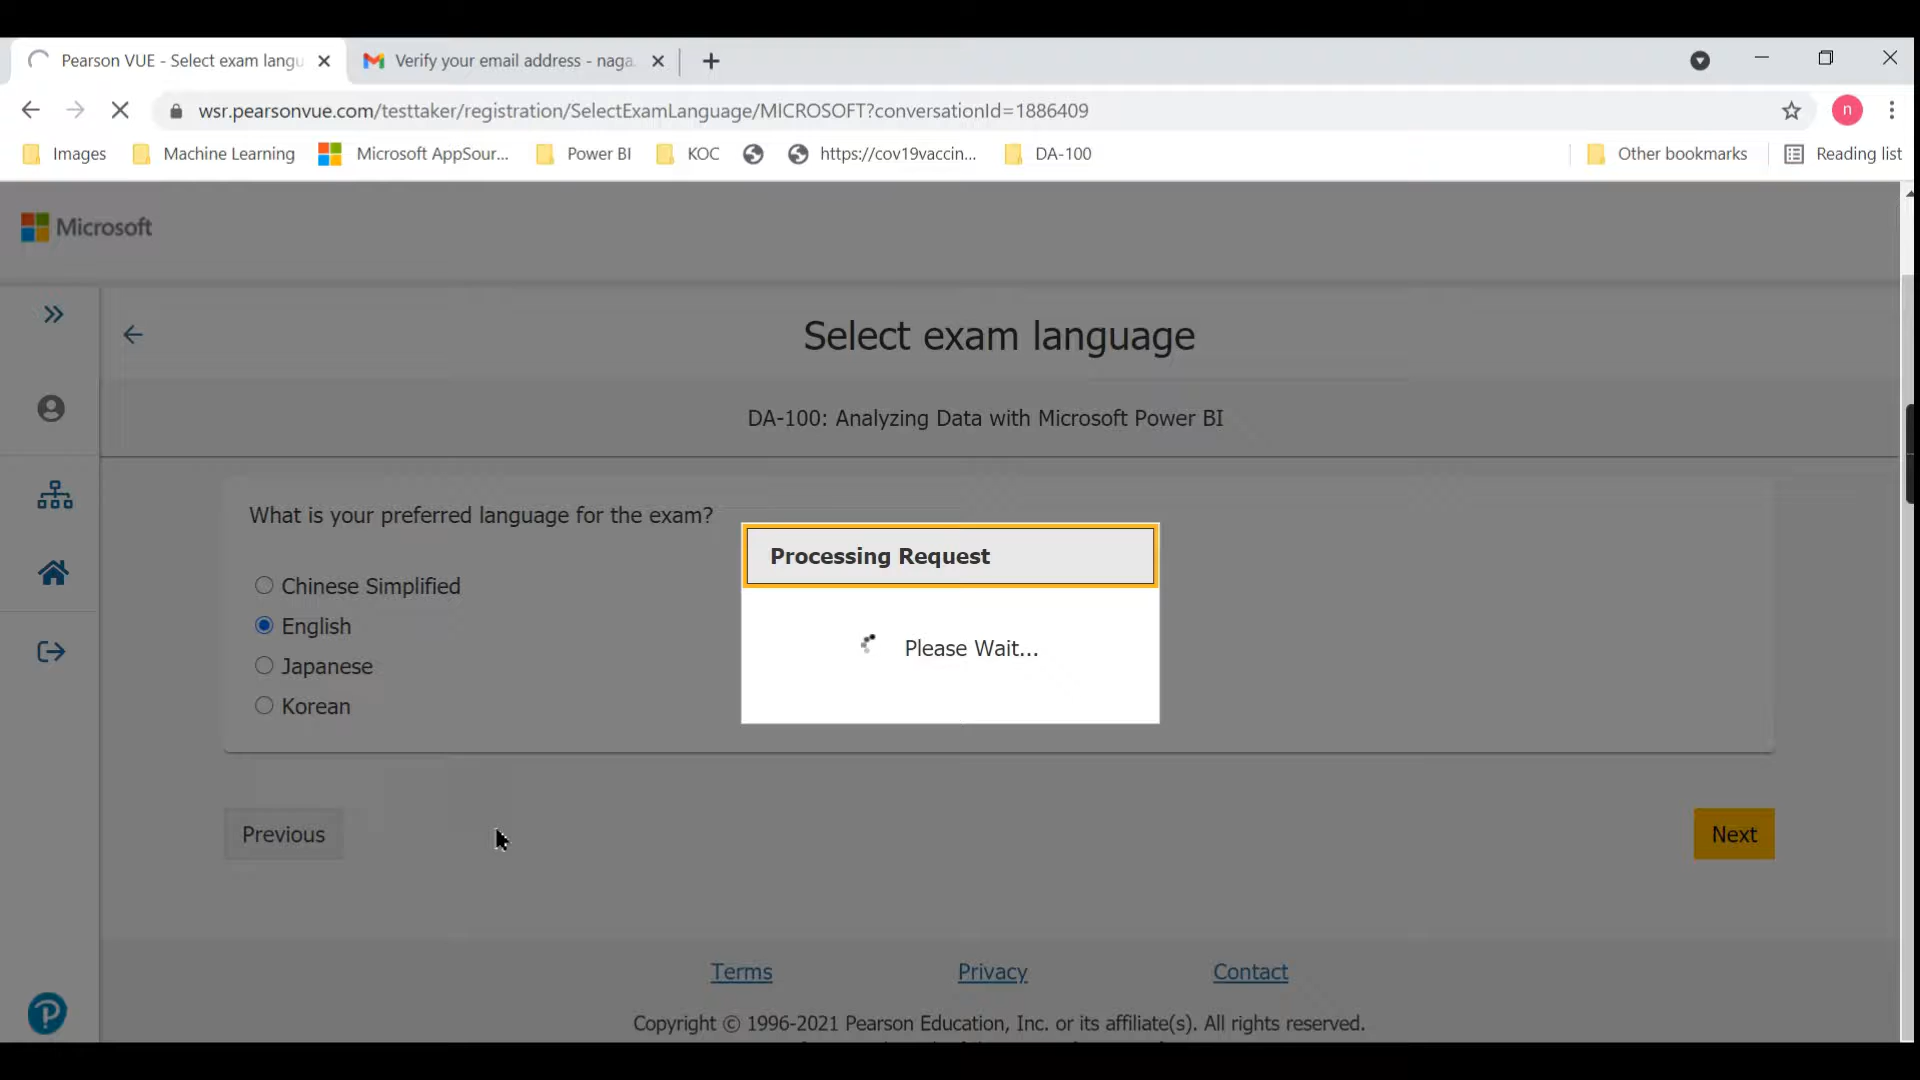 Pearson VUE - Select exam langu
Verify your email address - naga.
wsr.pearsonvue.com/testtaker/registration/SelectExamLanguage/MICROSOFT?conversationId=1886409
n
Images
Machine Learning
Microsoft AppSour...
Power BI
KOC
https://cov19vaccin...
DA-100
Other bookmarks
Reading list
Microsoft
Select exam language
DA-100: Analyzing Data with Microsoft Power BI
What is your preferred language for the exam?
Chinese Simplified
English
Japanese
Korean
Processing Request
Please Wait...
Previous
Next
Terms
Privacy
Contact
Copyright © 1996-2021 Pearson Education, Inc. or its affiliate(s). All rights reserved.